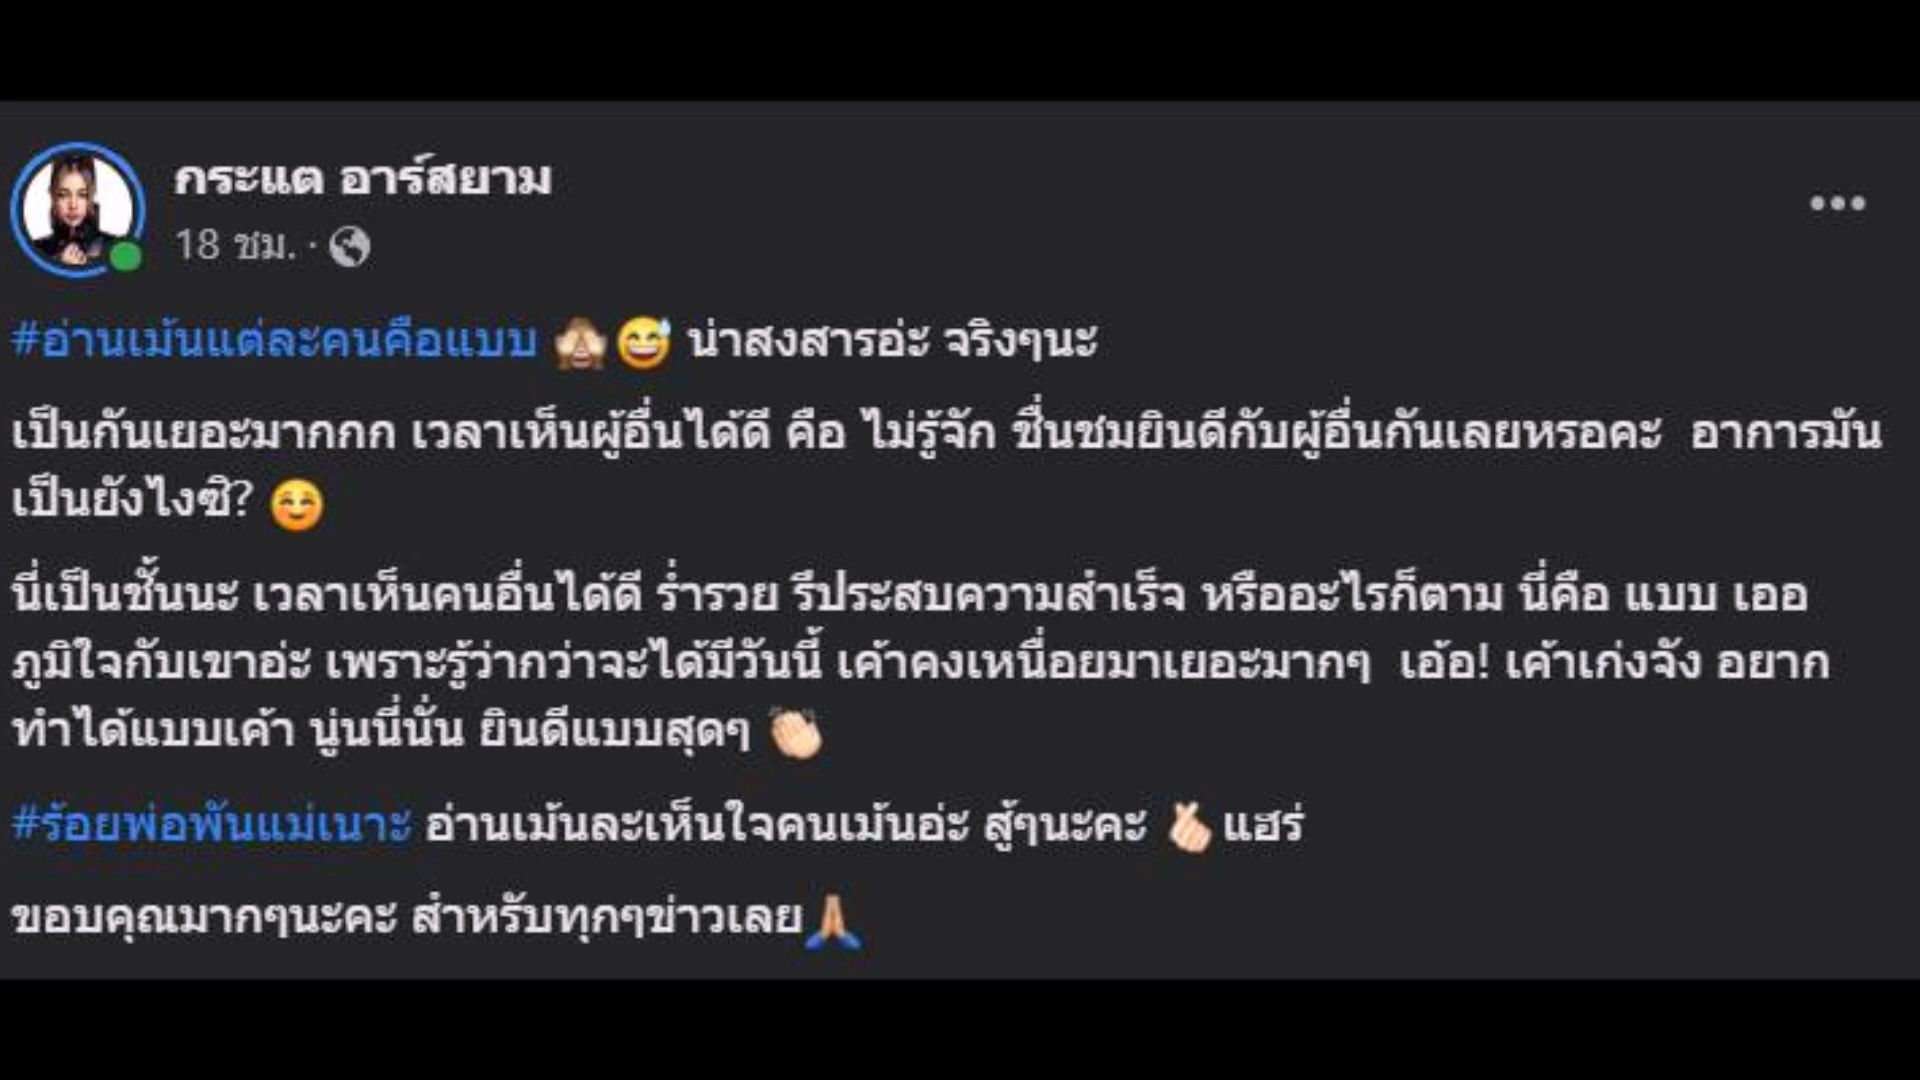 กระแต อาร์สยาม
18 ชม. ·
#อ่านเม้นแต่ละคนคือแบบ 🙈😅 น่าสงสารอ่ะ จริงๆนะ
เป็นกันเยอะมากกก เวลาเห็นผู้อื่นได้ดี คือ ไม่รู้จัก ชื่นชมยินดีกับผู้อื่นกันเลยหรอคะ อาการมัน
เป็นยังไงซิ? ☺️
นี่เป็นชั้นนะ เวลาเห็นคนอื่นได้ดี ร่ำรวย รึประสบความสำเร็จ หรืออะไรก็ตาม นี่คือ แบบ เออ
ภูมิใจกับเขาอ่ะ เพราะรู้ว่ากว่าจะได้มีวันนี้ เค้าคงเหนื่อยมาเยอะมากๆ เอ้อ! เค้าเก่งจัง อยาก
ทำได้แบบเค้า นู่นนี่นั่น ยินดีแบบสุดๆ 👏🏻
#ร้อยพ่อพันแม่เนาะ อ่านเม้นละเห็นใจคนเม้นอ่ะ สู้ๆนะคะ 🫰🏻 แฮร่
ขอบคุณมากๆนะคะ สำหรับทุกๆข่าวเลย🙏